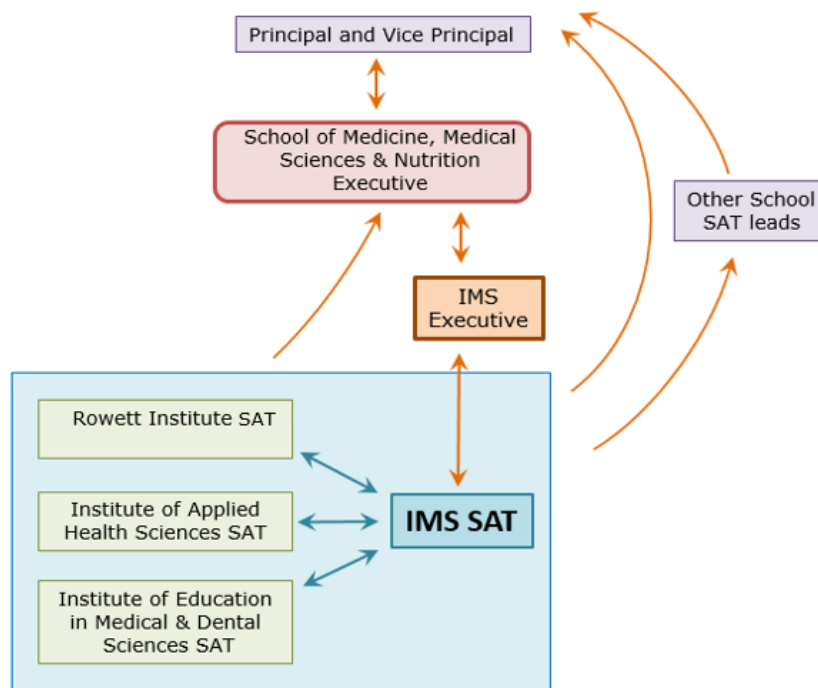 Principal and Vice Principal
School of Medicine, Medical
Sciences & Nutrition
Executive
Other School
SAT leads
IMS
Executive
Rowett Institute SAT
Institute of Applied
Health Sciences SAT
IMS SAT
Institute of Education
in Medical & Dental
Sciences SAT